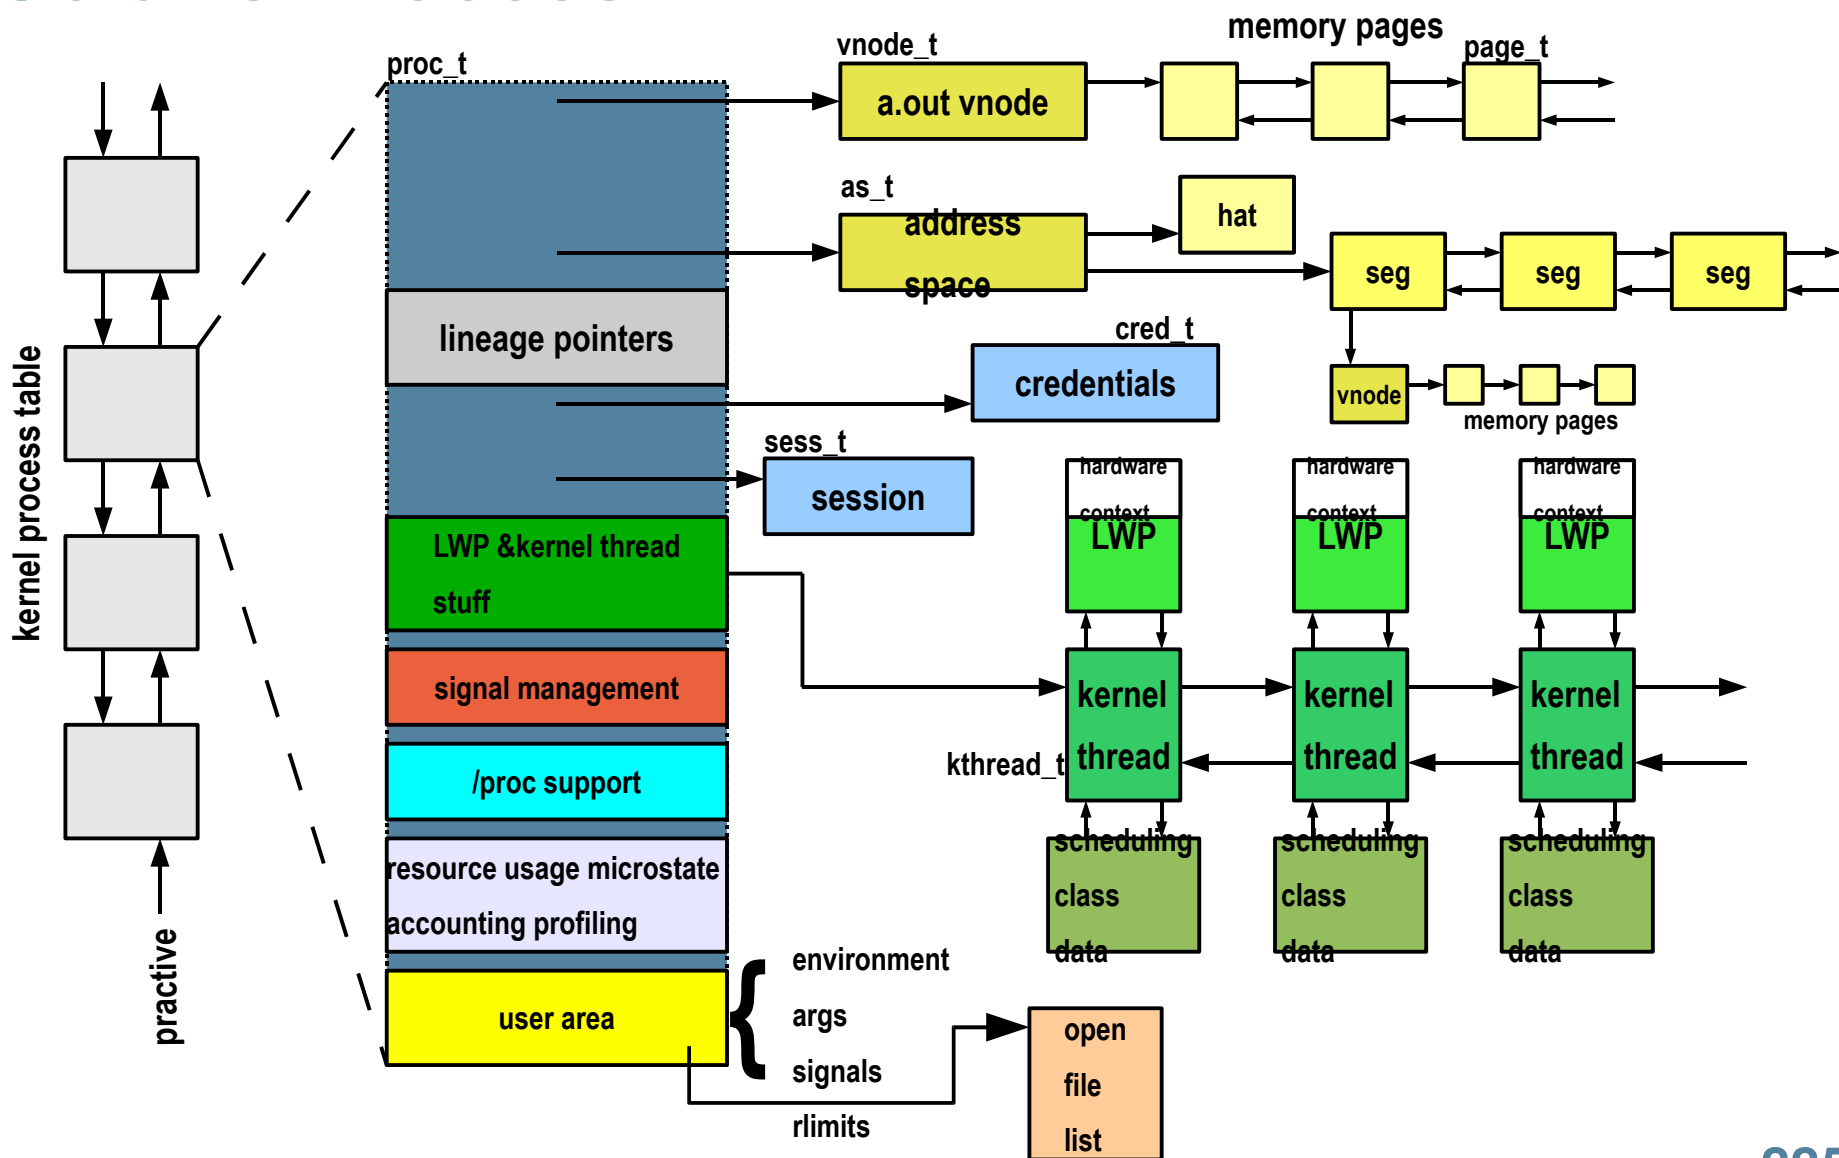 memory pages
vnode_t
page_t
proc_t
a.out vnode
as_t
address
space
hat
seg
seg
seg
lineage pointers
cred_t
credentials
vnode
memory pages
sess_t
session
kernel process table
hardware
context
LWP
hardware
context
LWP
hardware
context
LWP
LWP &kernel thread
stuff
signal management
kernel
thread
kernel
thread
kernel
thread
kthread_t
/proc support
resource usage microstate
accounting profiling
scheduling
class
data
scheduling
class
data
scheduling
class
data
practive
user area
{
environment
args
signals
rlimits
open
file
list